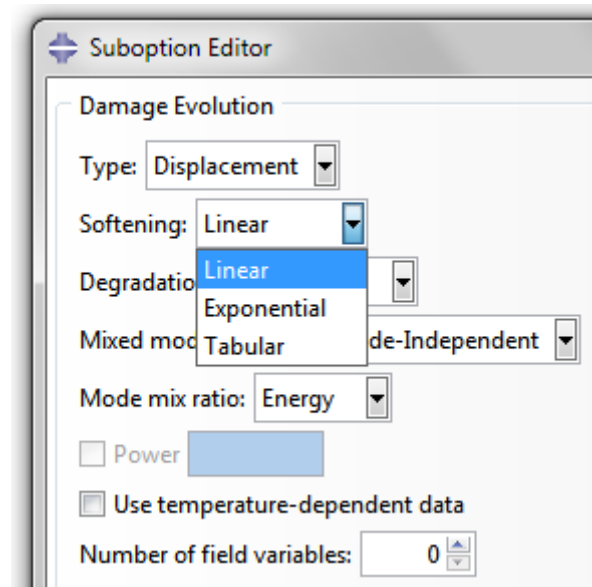 Suboption Editor
Damage Evolution
Type: Displacement
Softening: Linear
Linear
Degradatio
Exponential
Mixed mod
Tabular
de-Independent
Mode mix ratio: Energy
Power
Use temperature-dependent data
Number of field variables: 0